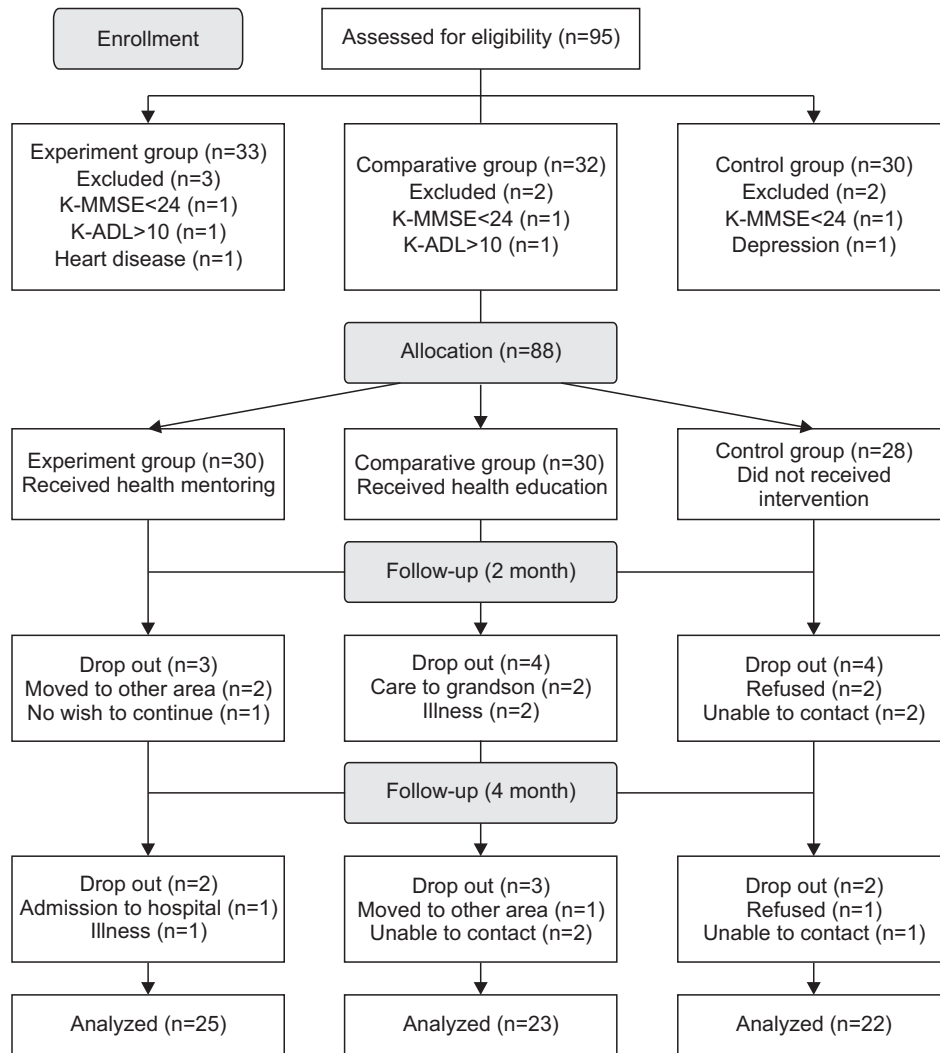 Enrollment
Assessed for eligibility (n=95)
Experiment group (n=33)
Excluded (n=3)
K-MMSE<24 (n=1)
K-ADL>10 (n=1)
Heart disease (n=1)
Comparative group (n=32)
Excluded (n=2)
K-MMSE<24 (n=1)
K-ADL>10 (n=1)
Control group (n=30)
Excluded (n=2)
K-MMSE<24 (n=1)
Depression (n=1)
Allocation (n=88)
Experiment group (n=30)
Received health mentoring
Comparative group (n=30)
Received health education
Control group (n=28)
Did not received
intervention
Follow-up (2 month)
Drop out (n=3)
Moved to other area (n=2)
No wish to continue (n=1)
Drop out (n=4)
Care to grandson (n=2)
Illness (n=2)
Drop out (n=4)
Refused (n=2)
Unable to contact (n=2)
Follow-up (4 month)
Drop out (n=2)
Admission to hospital (n=1)
Illness (n=1)
Drop out (n=3)
Moved to other area (n=1)
Unable to contact (n=2)
Drop out (n=2)
Refused (n=1)
Unable to contact (n=1)
Analyzed (n=25)
Analyzed (n=23)
Analyzed (n=22)